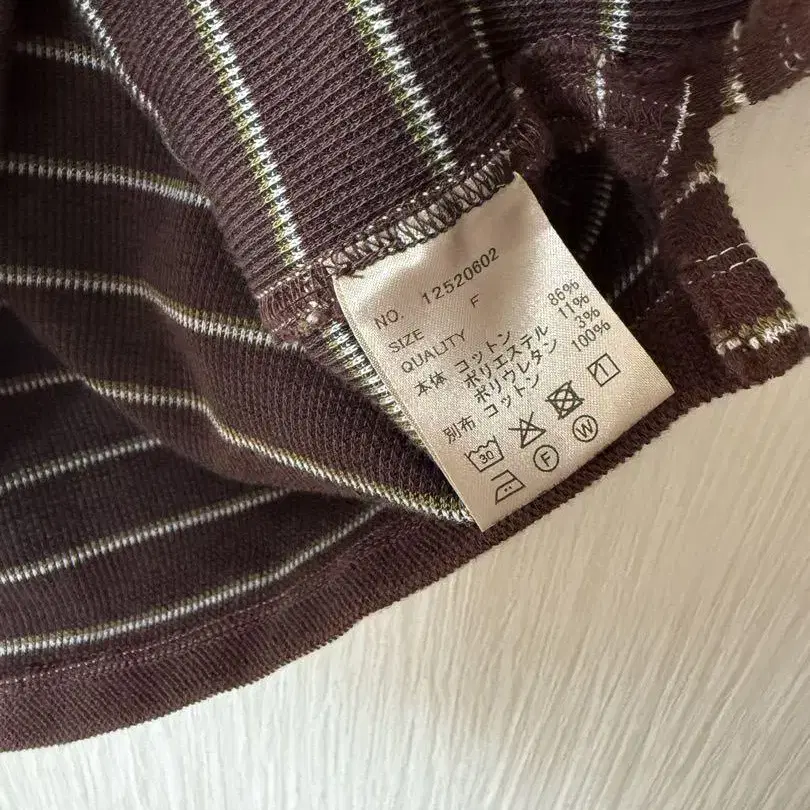 NO. 12520602
SIZE F
QUALITY
本体 コットン 86%
ポリエステル 11%
ポリウレタン 3%
別布 コットン 100%
30
F W